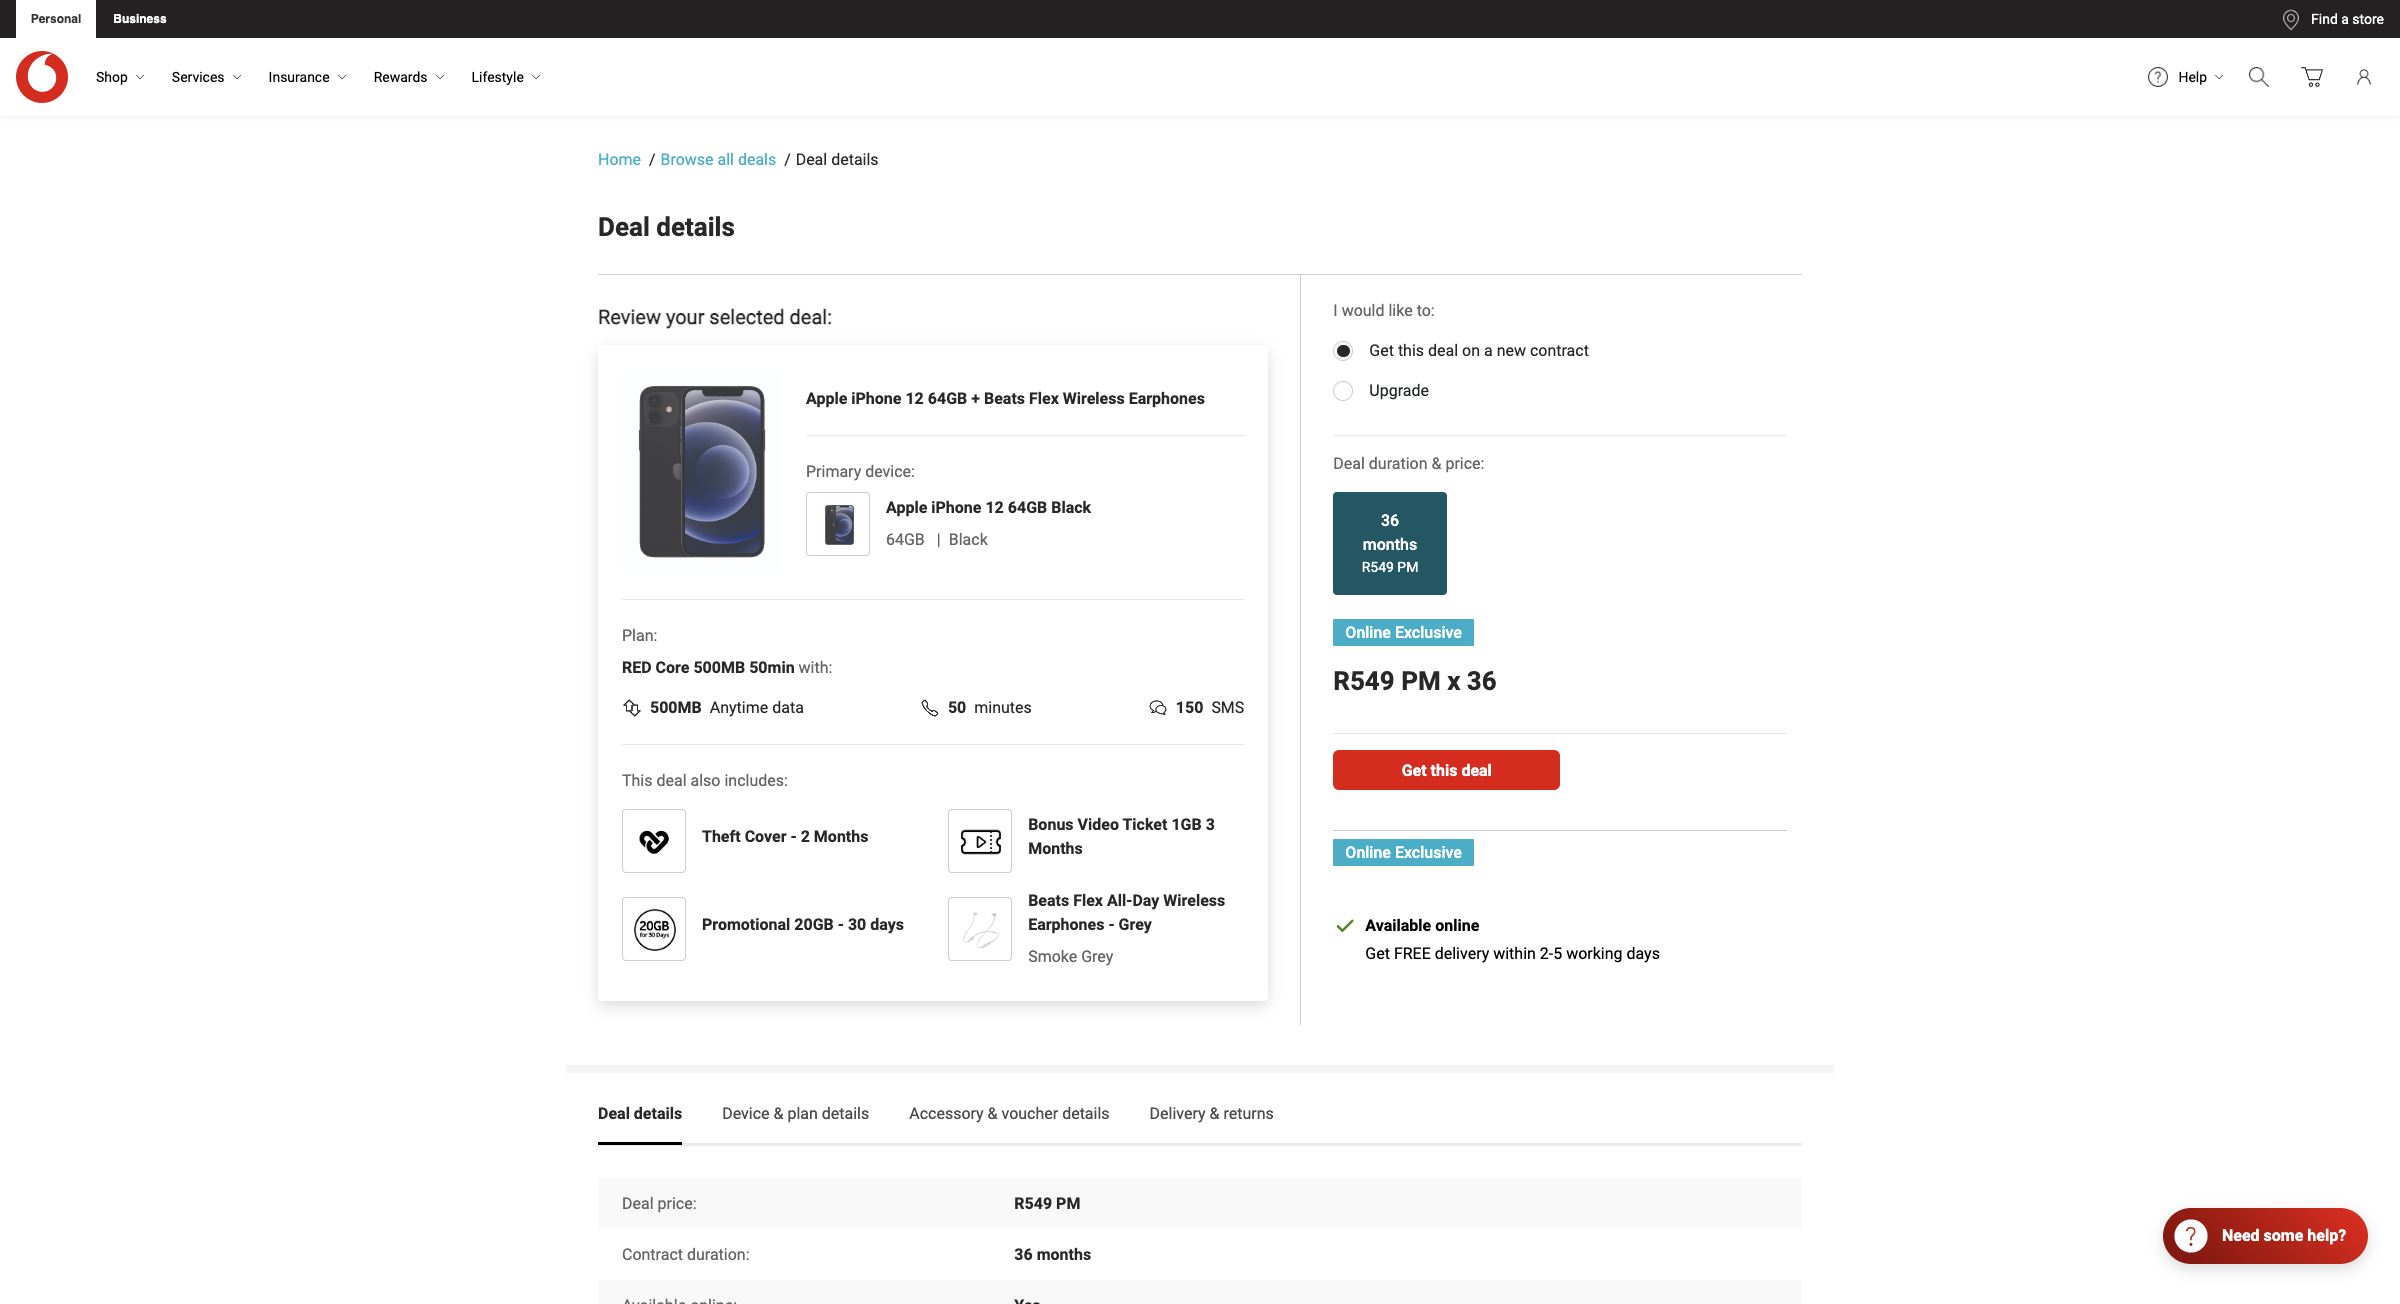 Personal
Business
Find a store
Shop
Services
Insurance
Rewards
Lifestyle
Help
Home / Browse all deals / Deal details
Deal details
Review your selected deal:
Apple iPhone 12 64GB + Beats Flex Wireless Earphones
Primary device:
Apple iPhone 12 64GB Black
64GB | Black
Plan:
RED Core 500MB 50min with:
500MB Anytime data
50 minutes
150 SMS
This deal also includes:
Theft Cover - 2 Months
Bonus Video Ticket 1GB 3
Months
20GB
for 30 Days
Promotional 20GB - 30 days
Beats Flex All-Day Wireless
Earphones - Grey
Smoke Grey
I would like to:
Get this deal on a new contract
Upgrade
Deal duration & price:
36
months
R549 PM
Online Exclusive
R549 PM x 36
Get this deal
Online Exclusive
Available online
Get FREE delivery within 2-5 working days
Deal details
Device & plan details
Accessory & voucher details
Delivery & returns
Deal price:
R549 PM
Contract duration:
36 months
Available online:
Yes
Need some help?